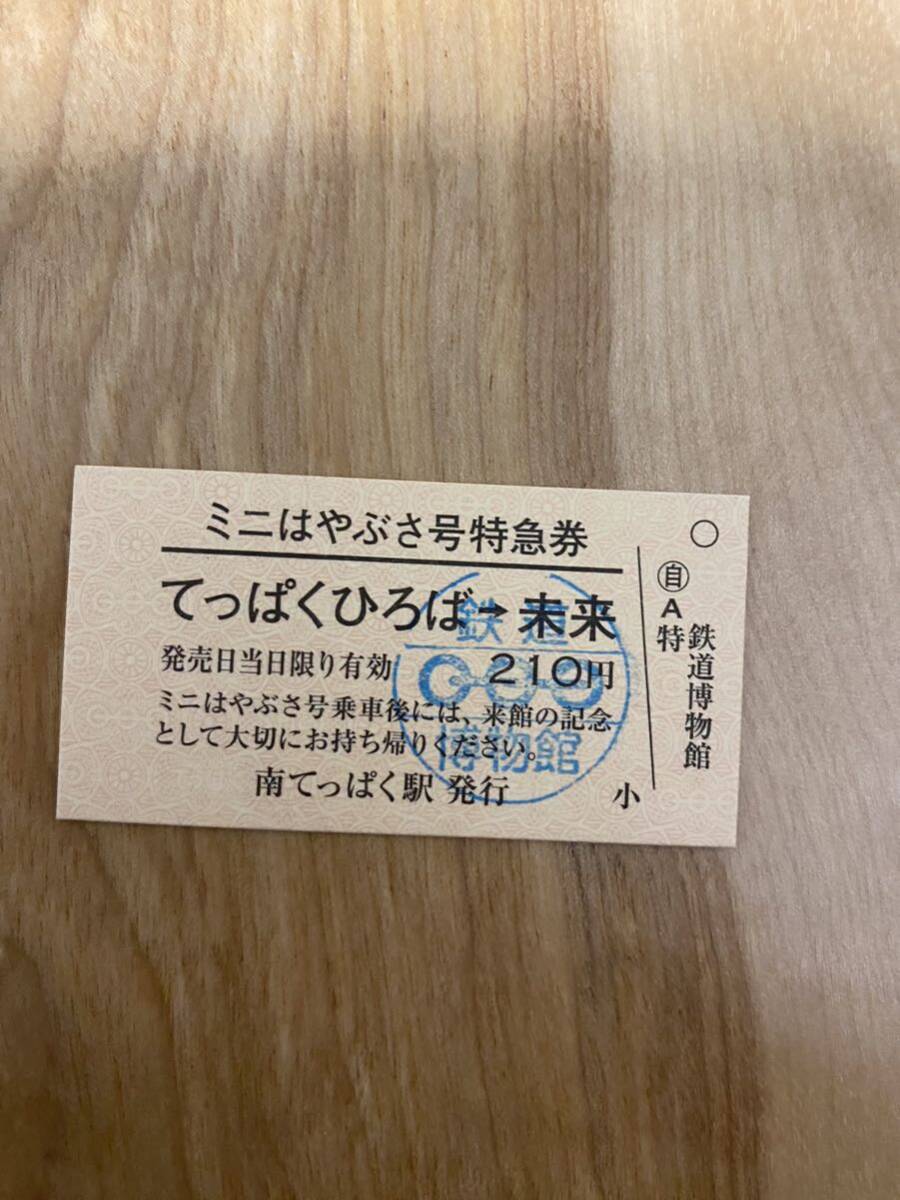 ミニはやぶさ号特急券
てっぱくひろば→未来
発売日当日限り有効 210円
ミニはやぶさ号乗車後には、来館の記念
として大切にお持ち帰りください。
南てっぱく駅 発行 小
○
自
A
特
鉄道博物館
鉄道
博物館